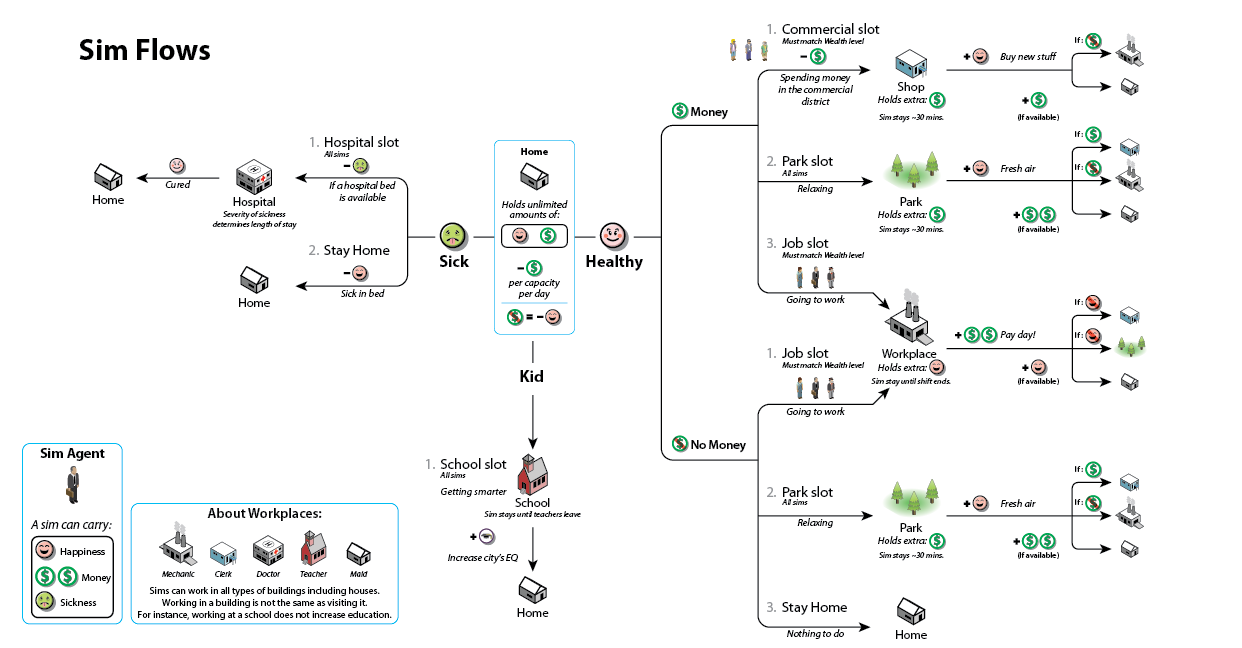 Sim Flows
1. Hospital slot
All sims
–
If a hospital bed
is available
Cured
Home
H
Hospital
Severity of sickness
determines length of stay
2. Stay Home
–
Sick in bed
Home
Sick
Home
Holds unlimited
amounts of:
$
– $
per capacity
per day
$ = –
Healthy
Kid
1. School slot
All sims
Getting smarter
School
Sim stays until teachers leave
+
Increase city's EQ
Home
$ Money
1. Commercial slot
Must match Wealth level
– $
Spending money
in the commercial
district
Shop
Holds extra: $
Sim stays ~30 mins.
+ Buy new stuff
+ $
(If available)
If: $
2. Park slot
All sims
Relaxing
Park
Holds extra: $
Sim stays ~30 mins.
+ Fresh air
+ $ $
(If available)
If: $
If: $
3. Job slot
Must match Wealth level
Going to work
Workplace
Holds extra:
Sim stay until shift ends.
+ $ $ Pay day!
+
(If available)
If:
If:
1. Job slot
Must match Wealth level
Going to work
$ No Money
2. Park slot
All sims
Relaxing
Park
Holds extra: $
Sim stays ~30 mins.
+ Fresh air
+ $ $
(If available)
If: $
If: $
3. Stay Home
Nothing to do
Home
Sim Agent
A sim can carry:
Happiness
$ $ Money
Sickness
About Workplaces:
H
Mechanic Clerk Doctor Teacher Maid
Sims can work in all types of buildings including houses.
Working in a building is not the same as visiting it.
For instance, working at a school does not increase education.